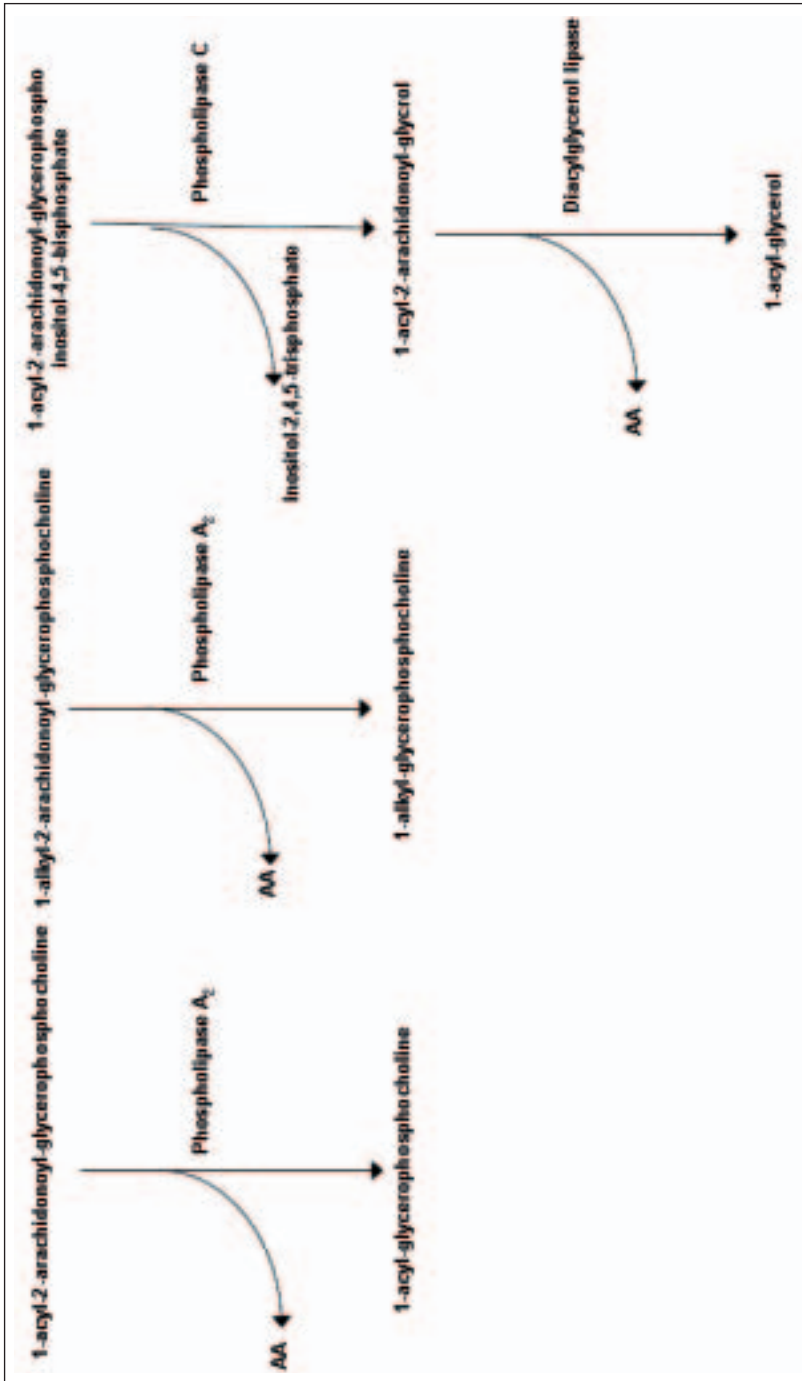 1-acyl-2-arachidonoyl-glycerophosphocholine
Phospholipase A2
AA
1-acyl-glycerophosphocholine
1-alkyl-2-arachidonoyl-glycerophosphocholine
Phospholipase A2
AA
1-alkyl-glycerophosphocholine
1-acyl-2-arachidonoyl-glycerophospho
Inositol-4,5-bisphosphate
Phospholipase C
Inositol-2,4,5-trisphosphate
1-acyl-2-arachidonoyl-glycrol
Diacylglycerol lipase
AA
1-acyl-glycerol